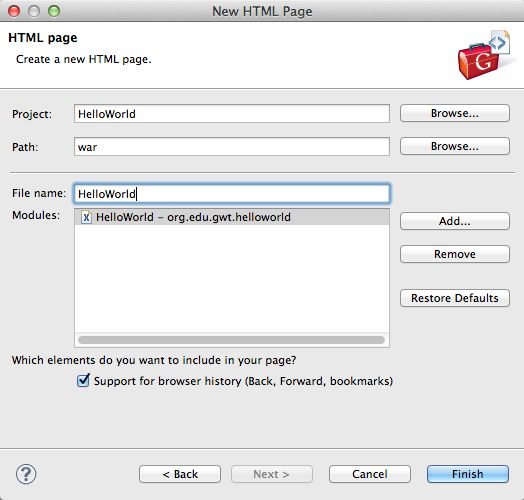 New HTML Page
HTML page
Create a new HTML page.
G
Project: HelloWorld Browse...
Path: war Browse...
File name: HelloWorld
Modules: X HelloWorld – org.edu.gwt.helloworld Add...
Remove
Restore Defaults
Which elements do you want to include in your page?
Support for browser history (Back, Forward, bookmarks)
? < Back Next > Cancel Finish